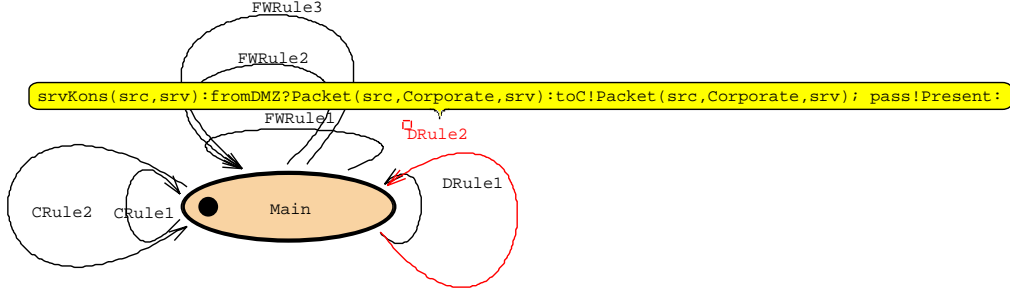 FWRule3
FWRule2
srvKons(src,srv):fromDMZ?Packet(src,Corporate,srv):toC!Packet(src,Corporate,srv); pass!Present:
FWRule1
DRule2
DRule1
CRule2
CRule1
Main